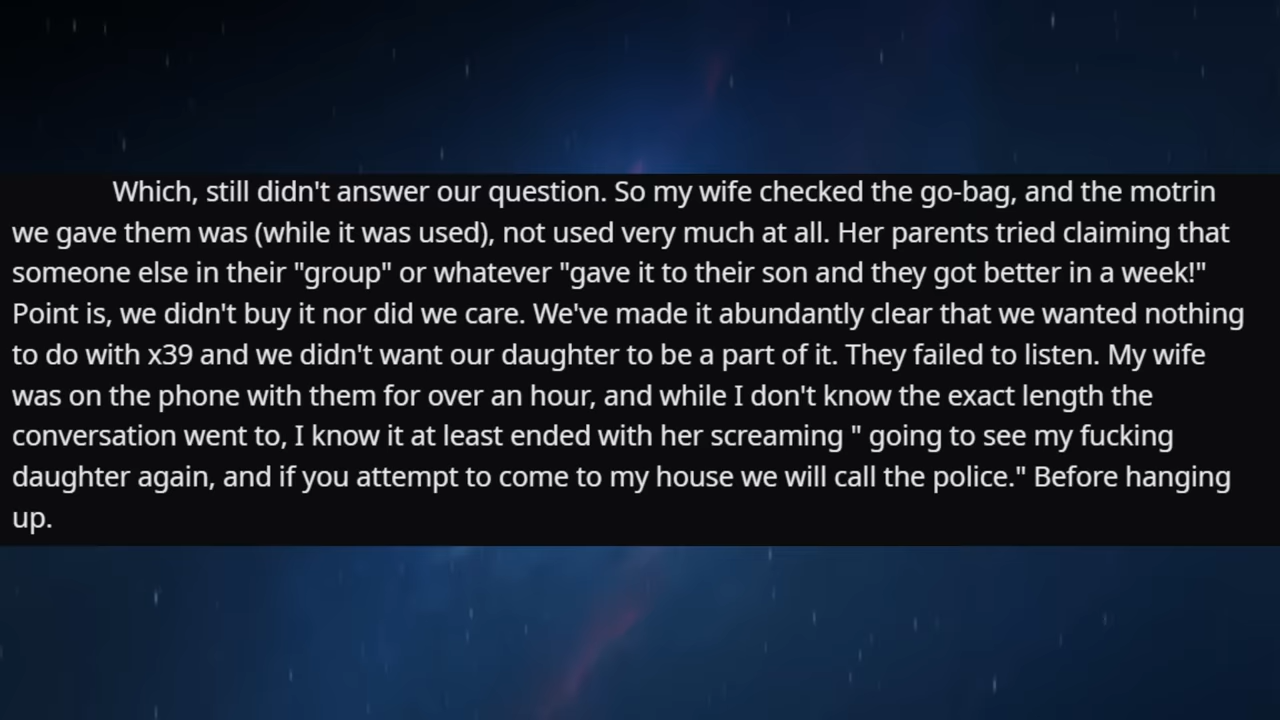 Which, still didn't answer our question. So my wife checked the go-bag, and the motrin
we gave them was (while it was used), not used very much at all. Her parents tried claiming that
someone else in their "group" or whatever "gave it to their son and they got better in a week!"
Point is, we didn't buy it nor did we care. We've made it abundantly clear that we wanted nothing
to do with x39 and we didn't want our daughter to be a part of it. They failed to listen. My wife
was on the phone with them for over an hour, and while I don't know the exact length the
conversation went to, I know it at least ended with her screaming " going to see my fucking
daughter again, and if you attempt to come to my house we will call the police." Before hanging
up.